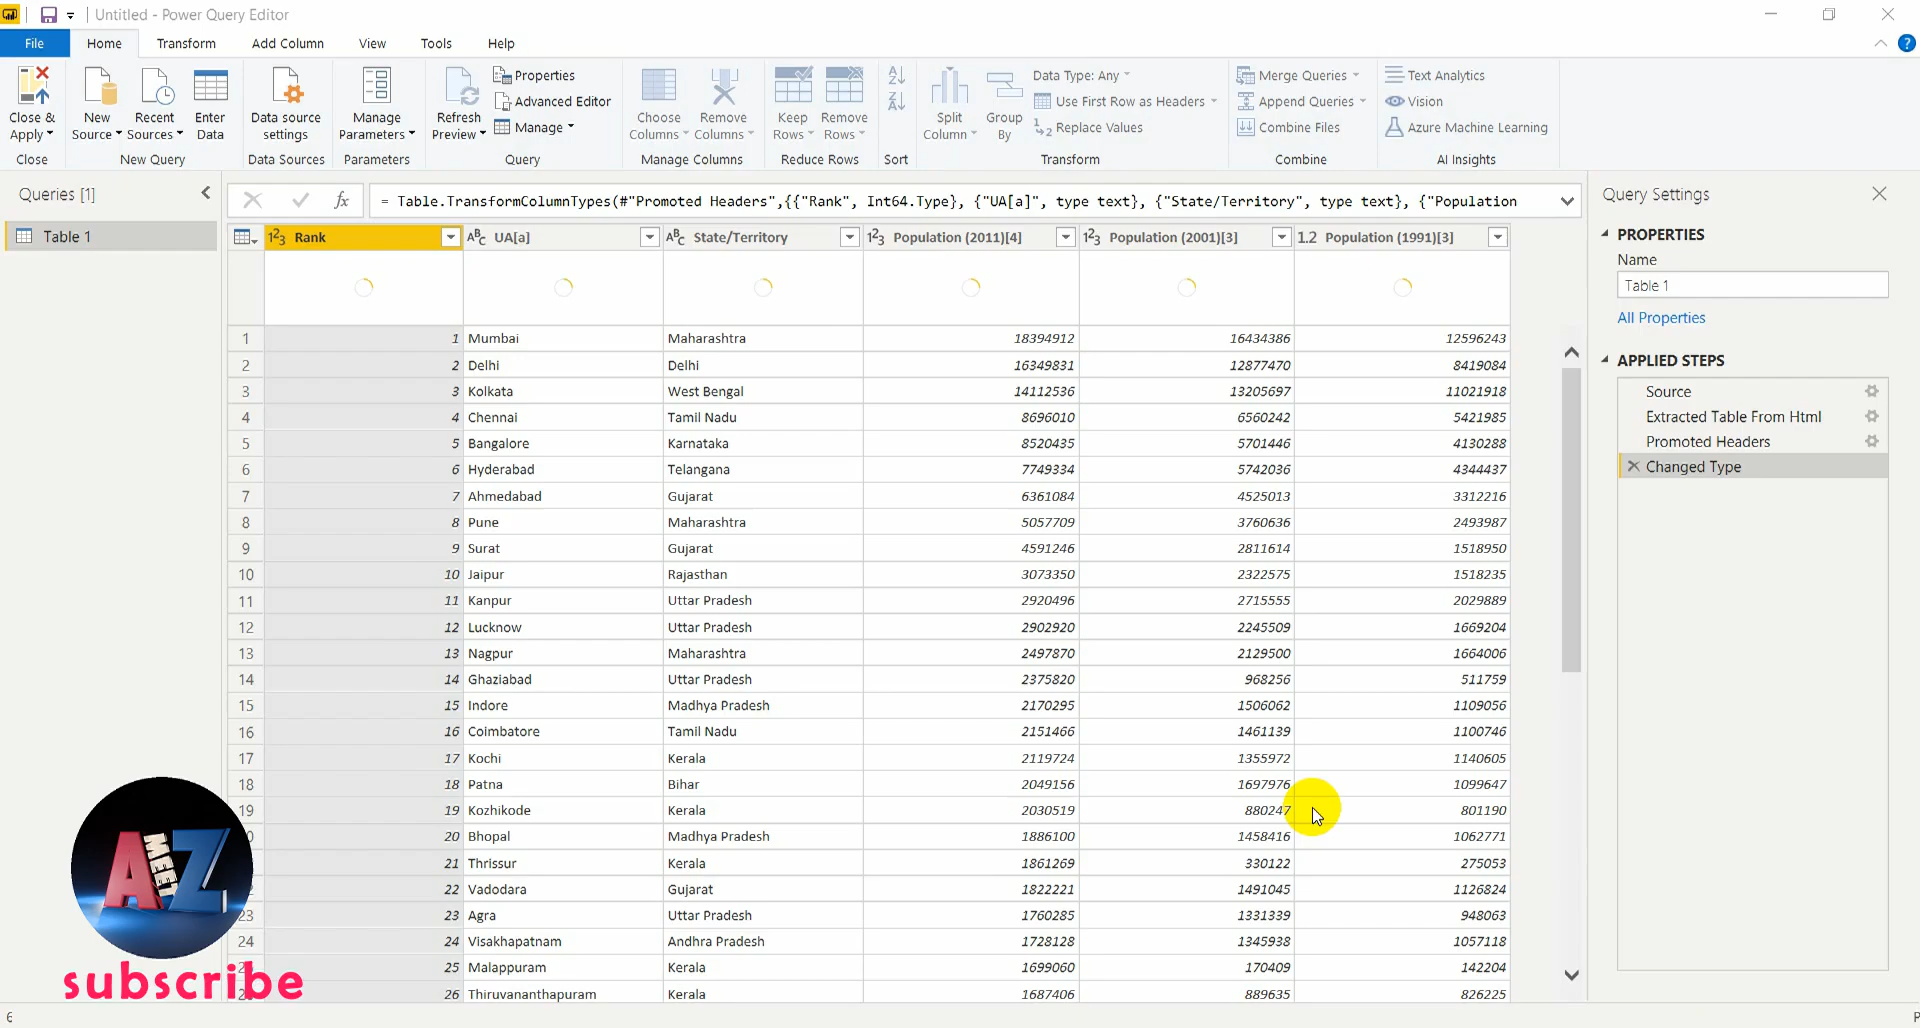 Untitled - Power Query Editor
File Home Transform Add Column View Tools Help
Close & Apply
New Source
Recent Sources
Enter Data
Data source settings
Manage Parameters
Refresh Preview
Properties
Advanced Editor
Manage
Choose Columns
Remove Columns
Keep Rows
Remove Rows
Split Column
Group By
Data Type: Any
Use First Row as Headers
Replace Values
Merge Queries
Append Queries
Combine Files
Text Analytics
Vision
Azure Machine Learning
Close New Query Data Sources Parameters Query Manage Columns Reduce Rows Sort Transform Combine AI Insights
Queries [1]
Table 1
= Table.TransformColumnTypes(#"Promoted Headers",{{"Rank", Int64.Type}, {"UA[a]", type text}, {"State/Territory", type text}, {"Population
Rank UA[a] State/Territory Population (2011)[4] Population (2001)[3] 1.2 Population (1991)[3]
1 1 Mumbai Maharashtra 18394912 16434386 12596243
2 2 Delhi Delhi 16349831 12877470 8419084
3 3 Kolkata West Bengal 14112536 13205697 11021918
4 4 Chennai Tamil Nadu 8696010 6560242 5421985
5 5 Bangalore Karnataka 8520435 5701446 4130288
6 6 Hyderabad Telangana 7749334 5742036 4344437
7 7 Ahmedabad Gujarat 6361084 4525013 3312216
8 8 Pune Maharashtra 5057709 3760636 2493987
9 9 Surat Gujarat 4591246 2811614 1518950
10 10 Jaipur Rajasthan 3073350 2322575 1518235
11 11 Kanpur Uttar Pradesh 2920496 2715555 2029889
12 12 Lucknow Uttar Pradesh 2902920 2245509 1669204
13 13 Nagpur Maharashtra 2497870 2129500 1664006
14 14 Ghaziabad Uttar Pradesh 2375820 968256 511759
15 15 Indore Madhya Pradesh 2170295 1506062 1109056
16 16 Coimbatore Tamil Nadu 2151466 1461139 1100746
17 17 Kochi Kerala 2119724 1355972 1140605
18 18 Patna Bihar 2049156 1697976 1099647
19 19 Kozhikode Kerala 2030519 880247 801190
20 Bhopal Madhya Pradesh 1886100 1458416 1062771
21 21 Thrissur Kerala 1861269 330122 275053
22 Vadodara Gujarat 1822221 1491045 1126824
23 23 Agra Uttar Pradesh 1760285 1331339 948063
24 24 Visakhapatnam Andhra Pradesh 1728128 1345938 1057118
25 Malappuram Kerala 1699060 170409 142204
26 Thiruvananthapuram Kerala 1687406 889635 826225
Query Settings
PROPERTIES
Name
Table 1
All Properties
APPLIED STEPS
Source
Extracted Table From Html
Promoted Headers
Changed Type
A MEET Z
subscribe